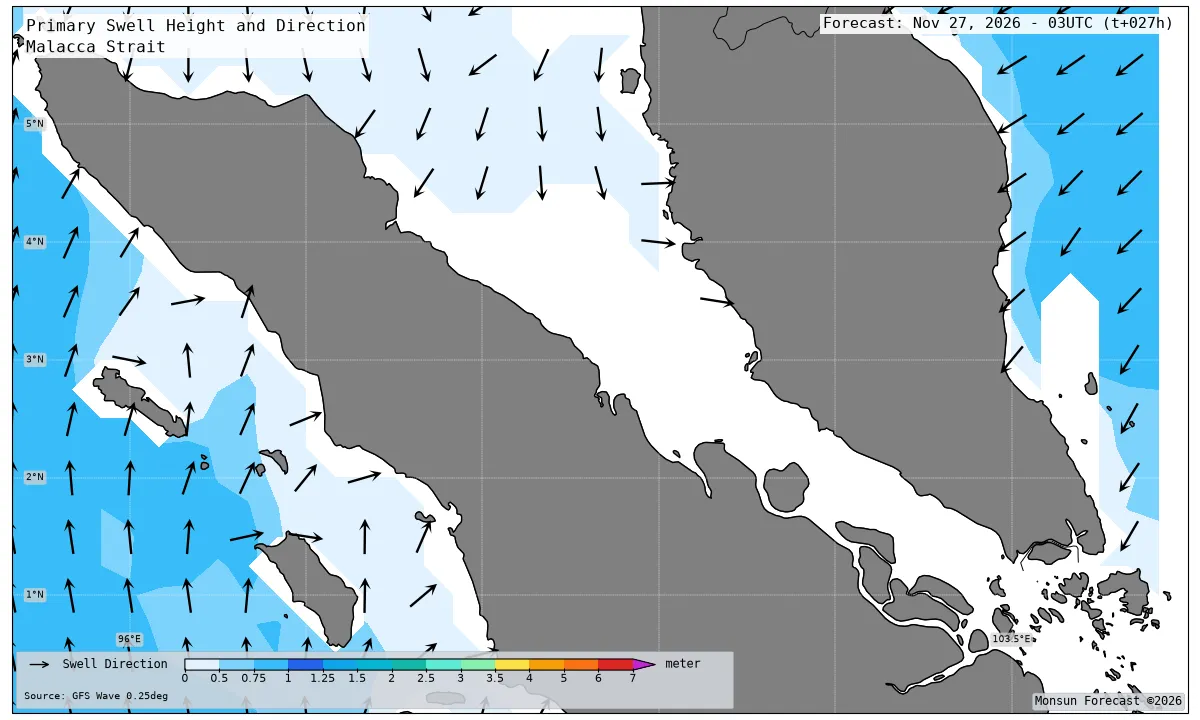 Primary Swell Height and Direction
Malacca Strait
Forecast: Nov 27, 2026 - 03UTC (t+027h)
5°N
4°N
3°N
2°N
1°N
96°E
103.5°E
Swell Direction
meter
0 0.5 0.75 1 1.25 1.5 2 2.5 3 3.5 4 5 6 7
Source: GFS Wave 0.25deg
Monsun Forecast ©2026